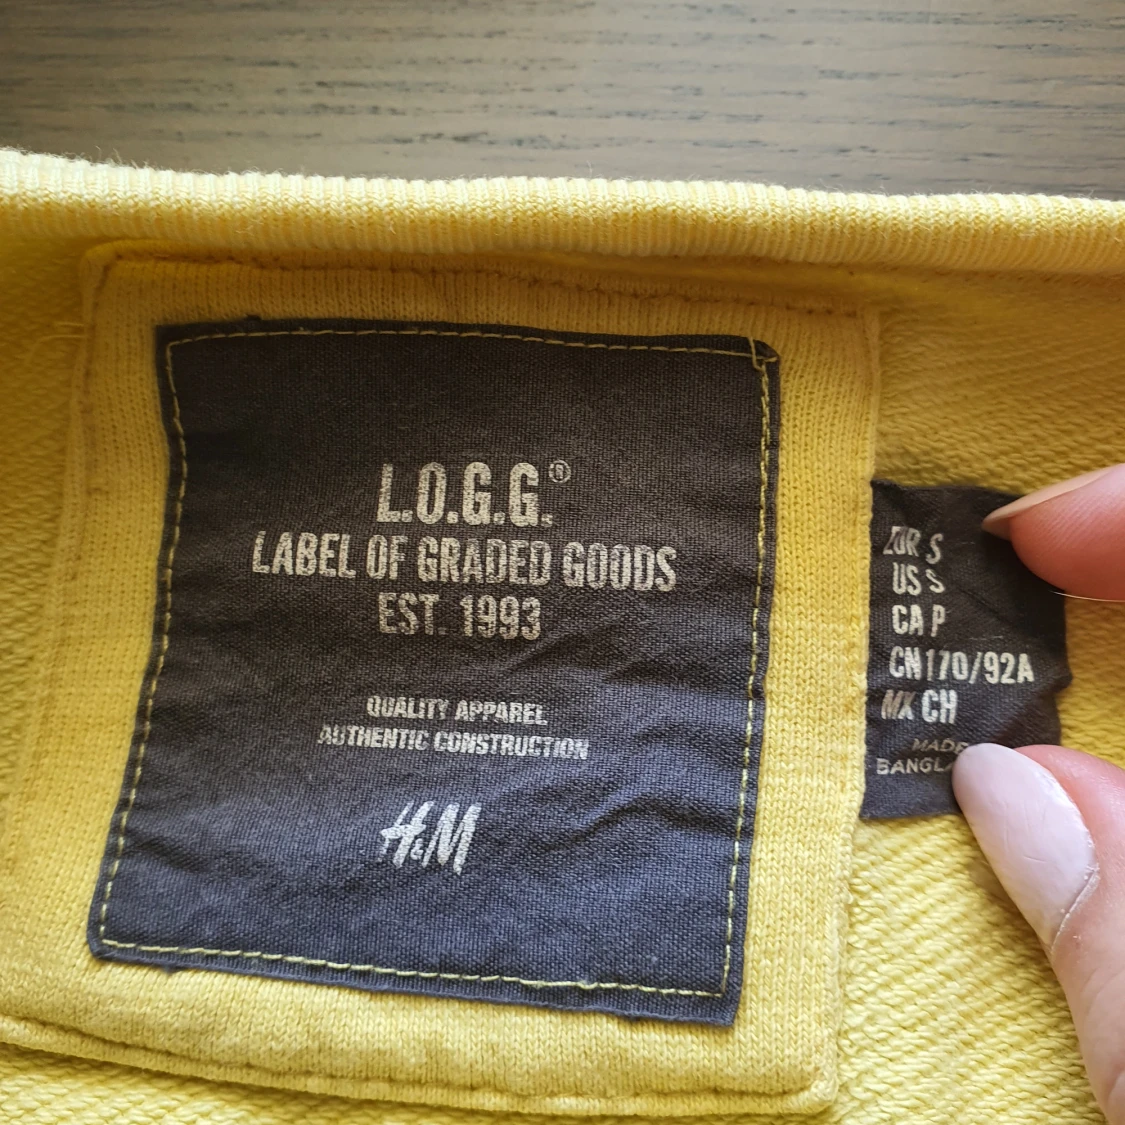 L.O.G.G.®
LABEL OF GRADED GOODS
EST. 1993
QUALITY APPAREL
AUTHENTIC CONSTRUCTION
H&M
EUR S
US S
CA P
CN 170/92A
MX CH
MADE